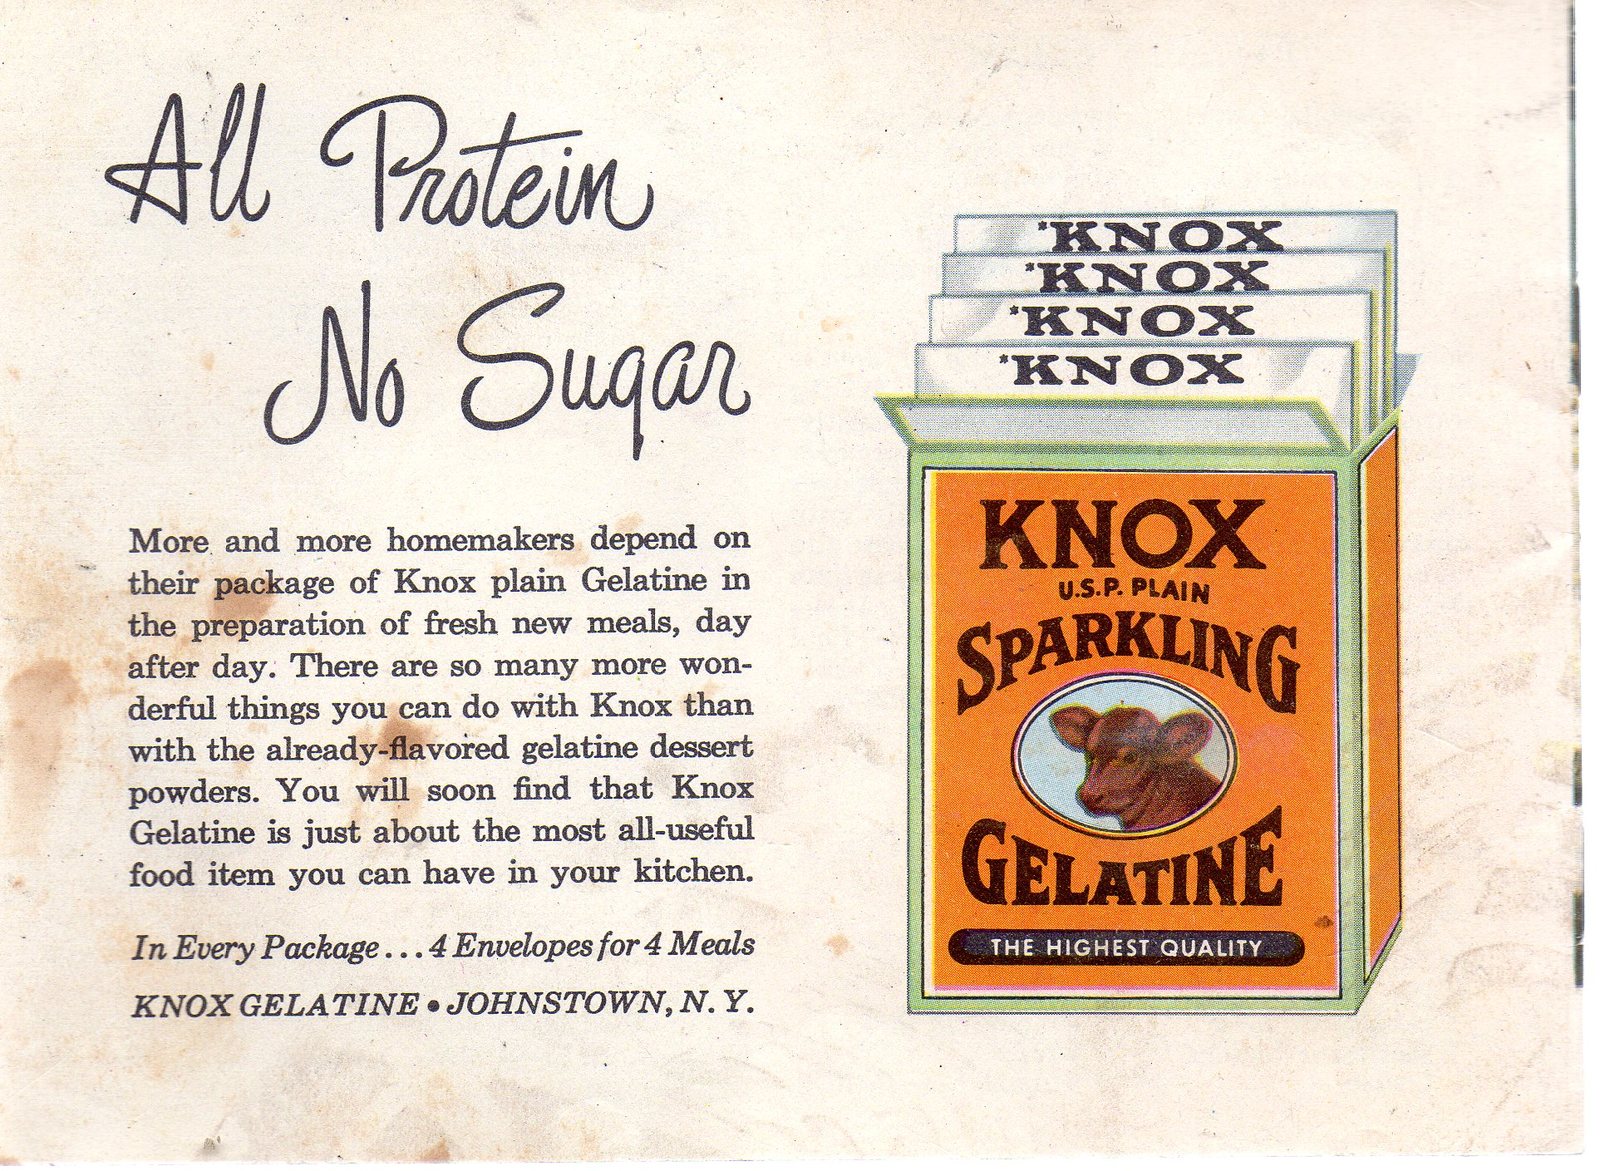 All Protein
No Sugar
More and more homemakers depend on
their package of Knox plain Gelatine in
the preparation of fresh new meals, day
after day. There are so many more won-
derful things you can do with Knox than
with the already-flavored gelatine dessert
powders. You will soon find that Knox
Gelatine is just about the most all-useful
food item you can have in your kitchen.
In Every Package...4 Envelopes for 4 Meals
KNOX GELATINE • JOHNSTOWN, N. Y.
*KNOX
*KNOX
*KNOX
*KNOX
KNOX
U.S.P. PLAIN
SPARKLING
GELATINE
THE HIGHEST QUALITY